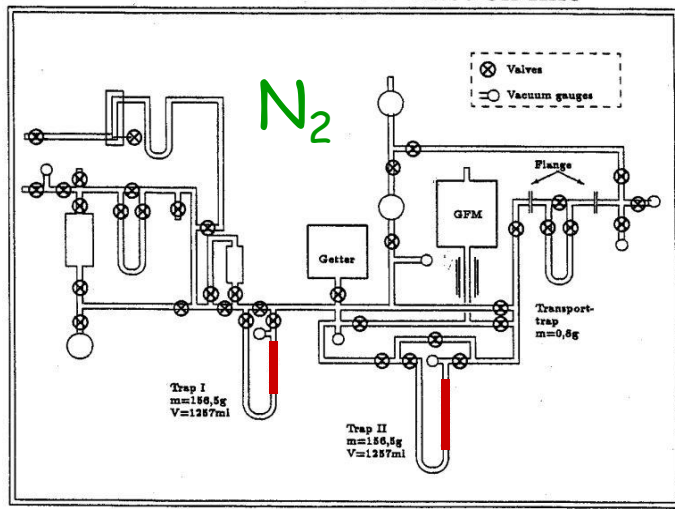 N2
Valves
Vacuum gauges
Flange
GFM
Getter
Transport-
trap
m=0,8g
Trap I
m=156,5g
V=1257ml
Trap II
m=156,5g
V=1257ml